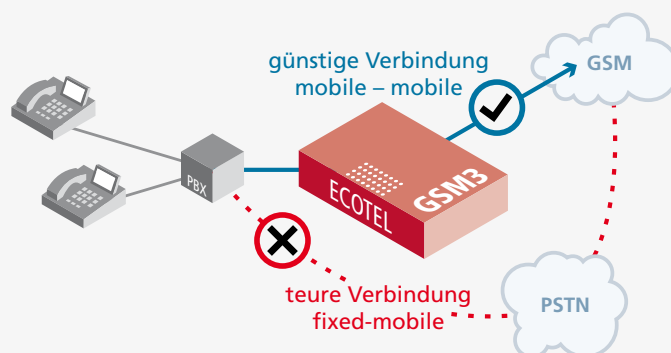 günstige Verbindung
mobile – mobile
GSM
PBX
ECOTEL
GSM3
teure Verbindung
fixed-mobile
PSTN